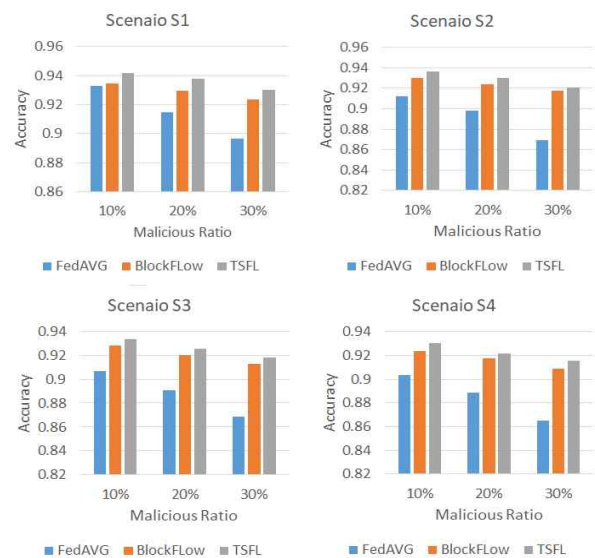 Scenaio S1
Accuracy
0.96
0.94
0.92
0.9
0.88
0.86
10%
20%
30%
Malicious Ratio
FedAVG BlockFLow TSFL
Scenaio S2
Accuracy
0.96
0.94
0.92
0.9
0.88
0.86
0.84
0.82
10%
20%
30%
Malicious Ratio
FedAVG BlockFLow TSFL
Scenaio S3
Accuracy
0.94
0.92
0.9
0.88
0.86
0.84
0.82
10%
20%
30%
Malicious Ratio
FedAVG BlockFLow TSFL
Scenaio S4
Accuracy
0.94
0.92
0.9
0.88
0.86
0.84
0.82
10%
20%
30%
Malicious Ratio
FedAVG BlockFLow TSFL